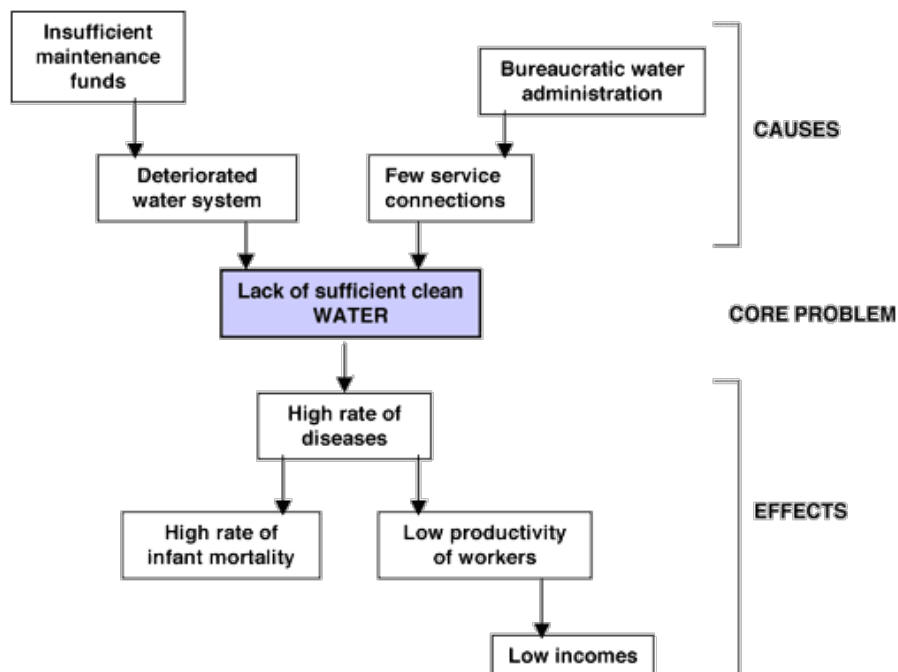 Insufficient
maintenance
funds
Bureaucratic water
administration
CAUSES
Deteriorated
water system
Few service
connections
Lack of sufficient clean
WATER
CORE PROBLEM
High rate of
diseases
EFFECTS
High rate of
infant mortality
Low productivity
of workers
Low incomes